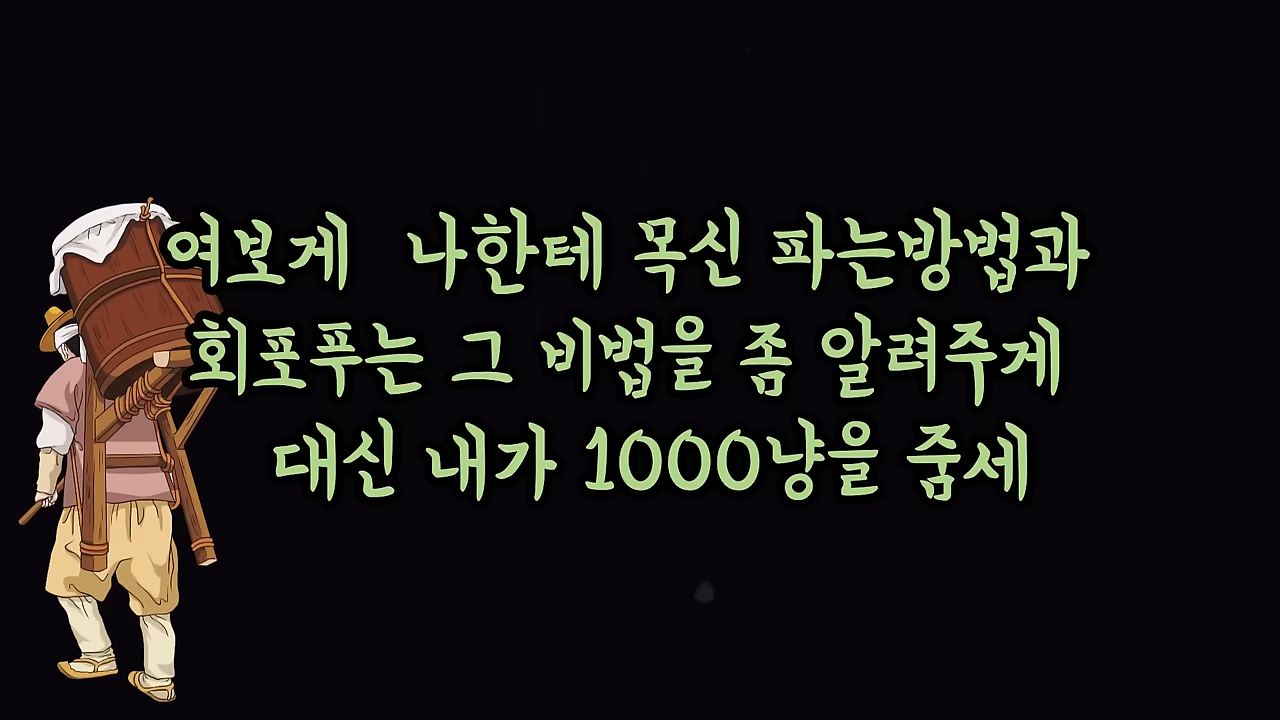 여보게 나한테 목신 파는방법과
회포푸는 그 비법을 좀 알려주게
대신 내가 1000냥을 줌세